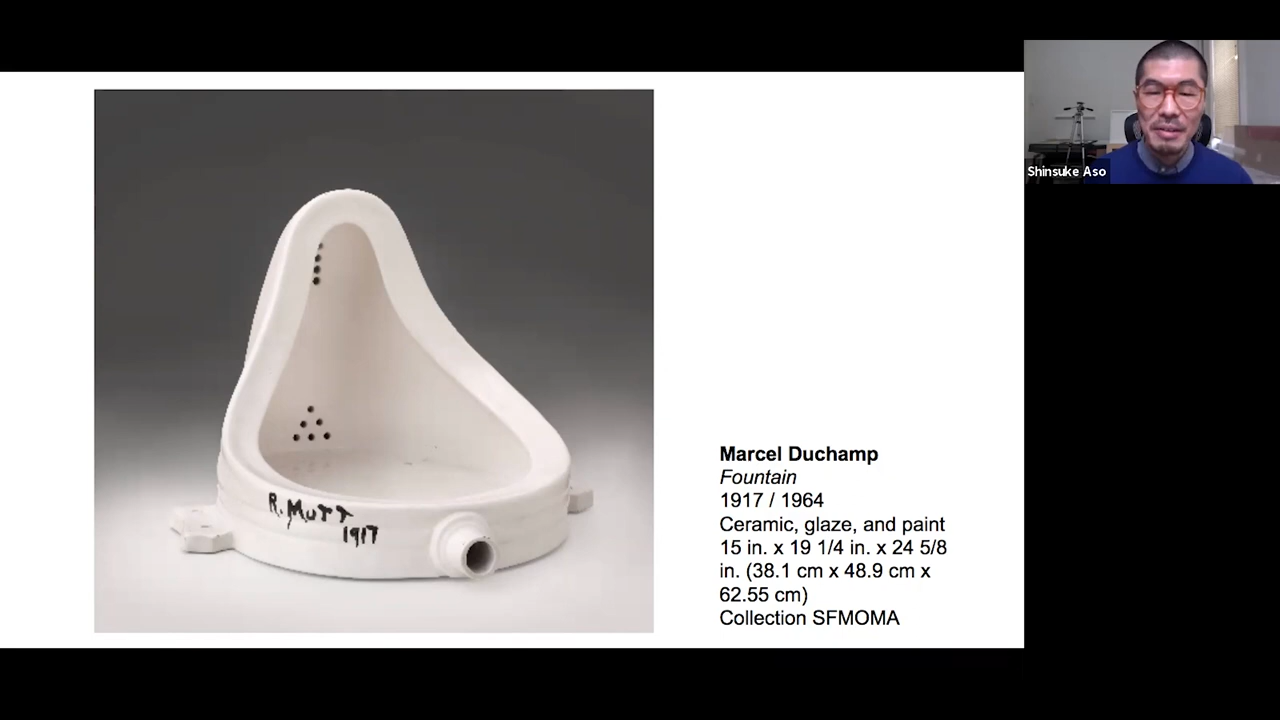 R. MUTT
1917
Marcel Duchamp
Fountain
1917 / 1964
Ceramic, glaze, and paint
15 in. x 19 1/4 in. x 24 5/8
in. (38.1 cm x 48.9 cm x
62.55 cm)
Collection SFMOMA
Shinsuke Aso